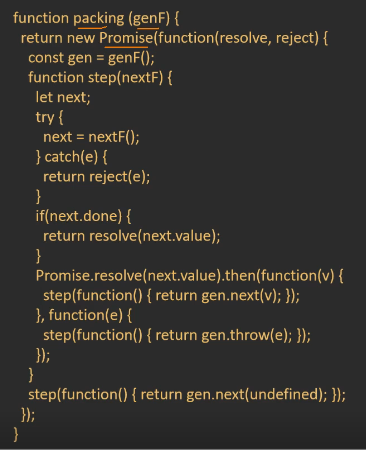 function packing (genF) {
return new Promise(function(resolve, reject) {
const gen = genF();
function step(nextF) {
let next;
try {
next = nextF();
} catch(e) {
return reject(e);
}
if(next.done) {
return resolve(next.value);
}
Promise.resolve(next.value).then(function(v) {
step(function() { return gen.next(v); });
}, function(e) {
step(function() { return gen.throw(e); });
});
}
step(function() { return gen.next(undefined); });
});
}